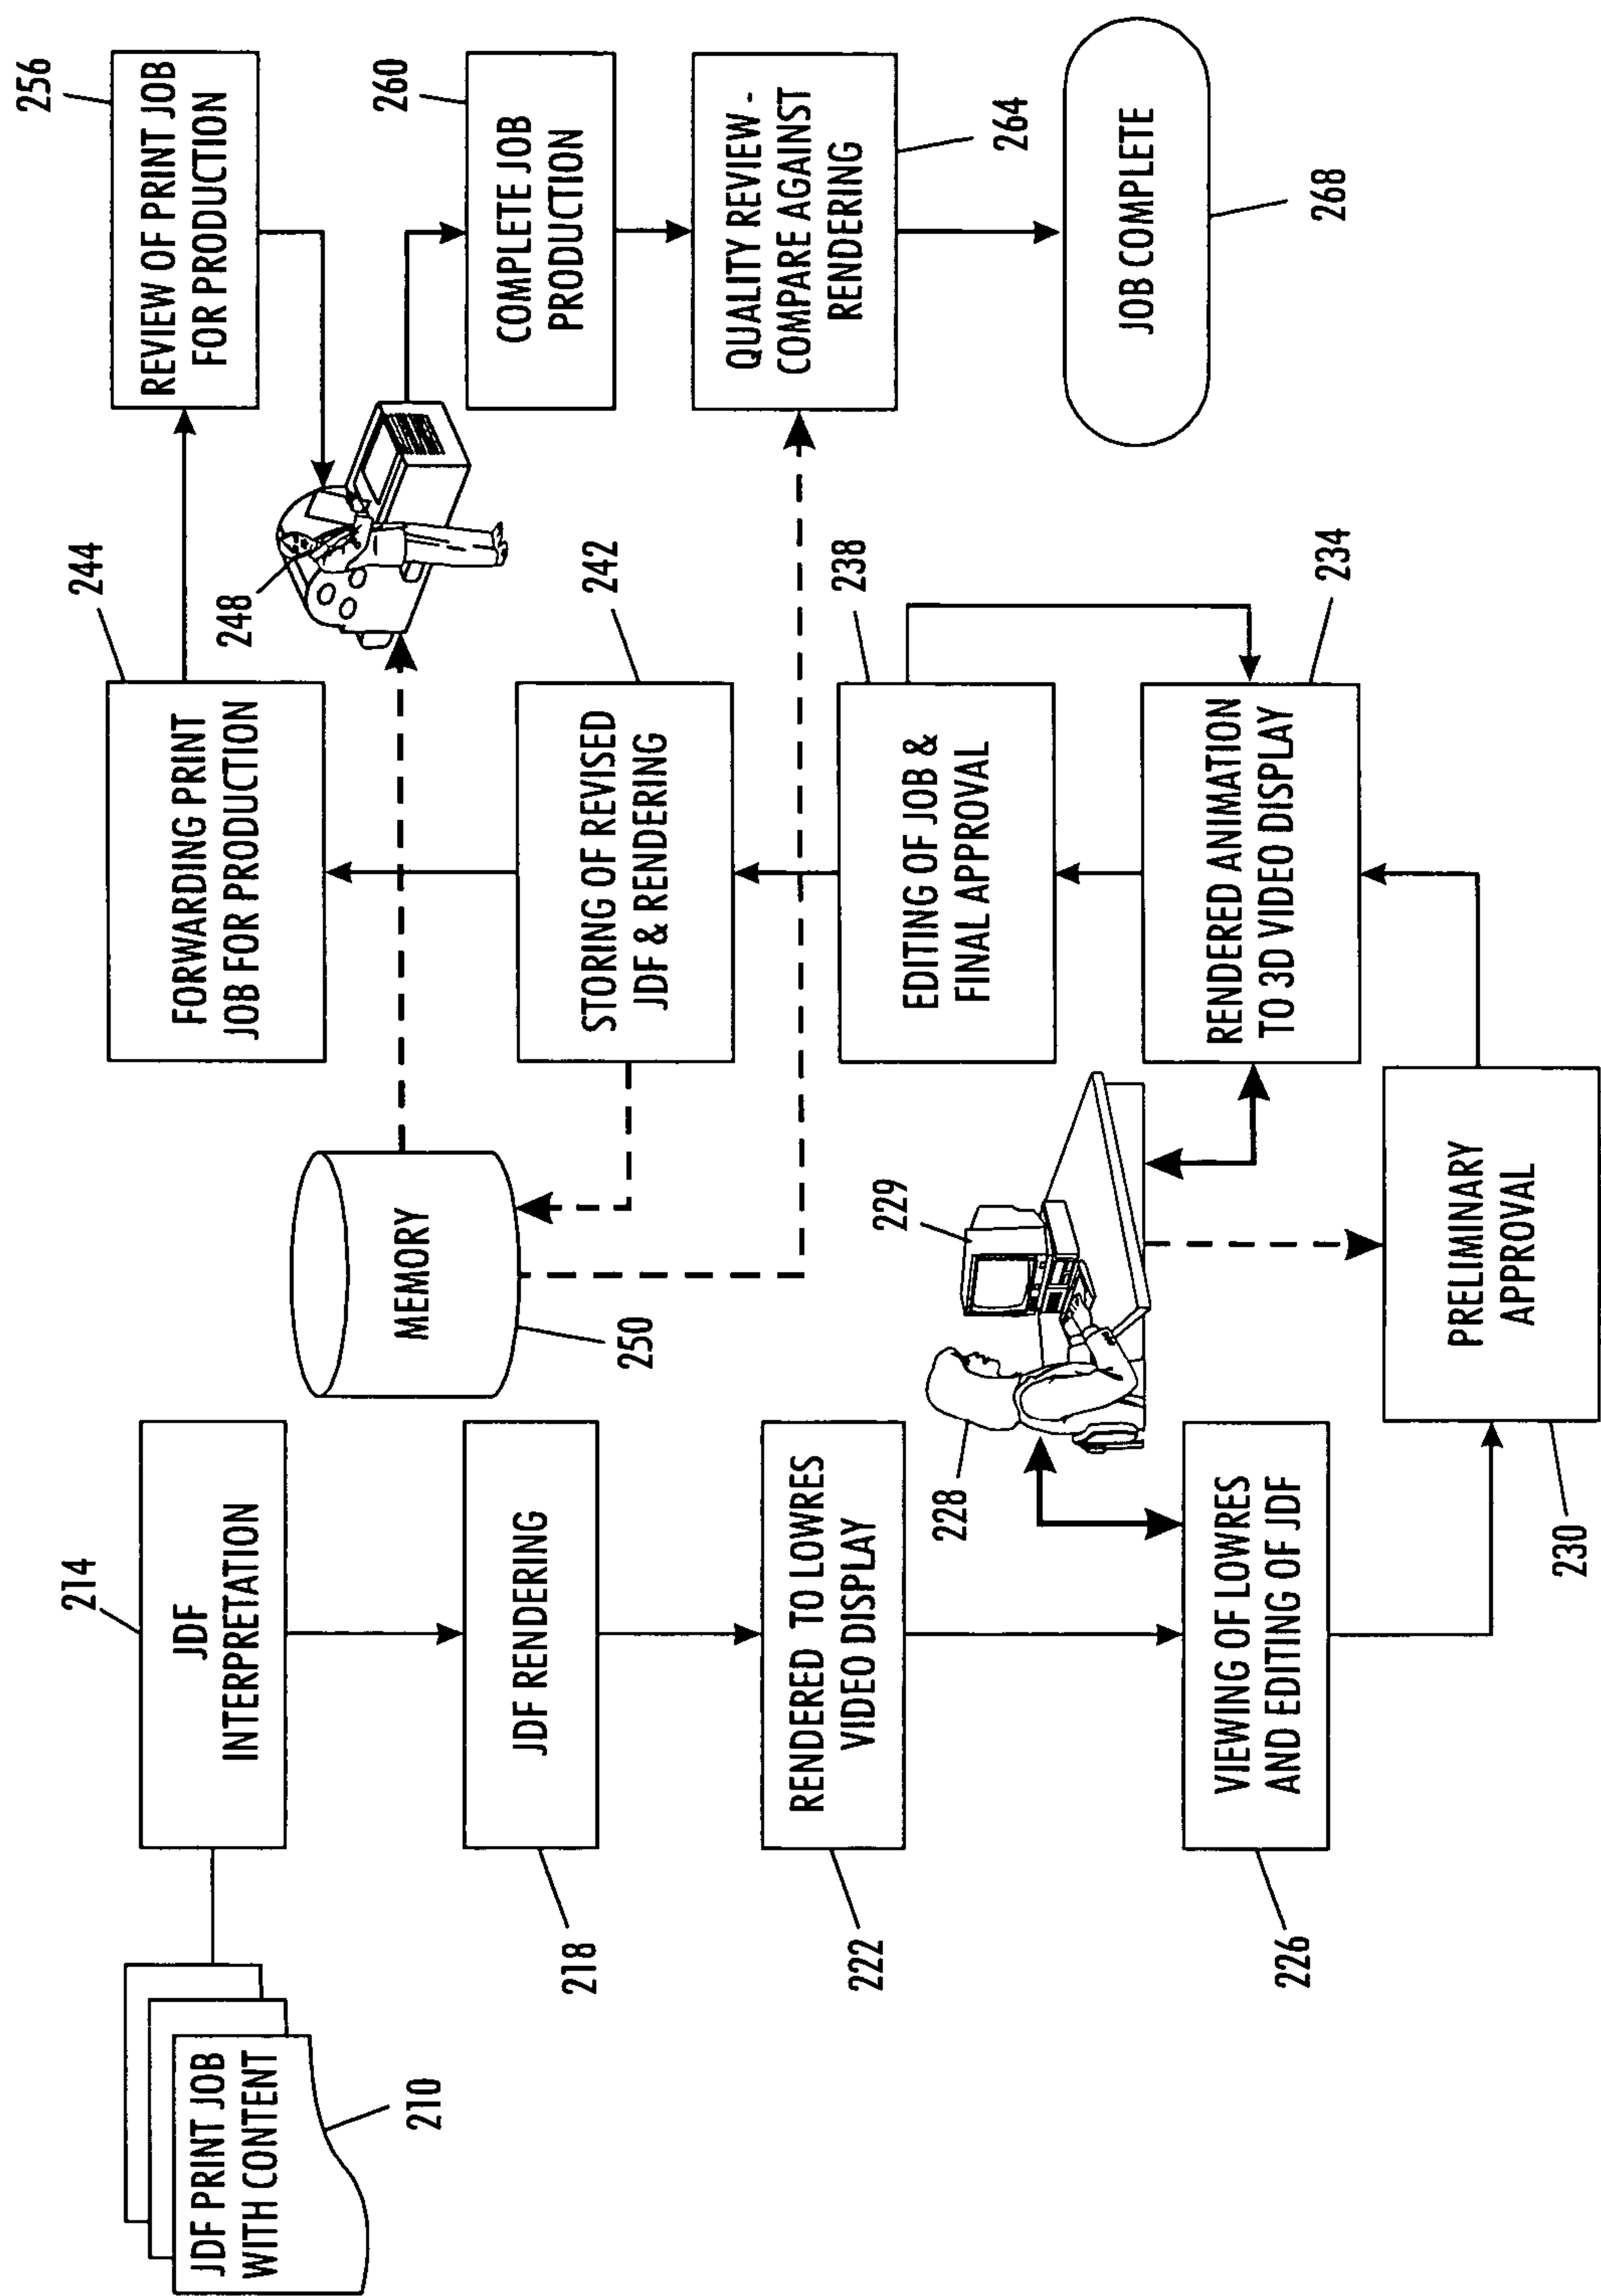 JDF PRINT JOB
WITH CONTENT
210
214
JDF
INTERPRETATION
JDF RENDERING
218
RENDERED TO LOWRES
VIDEO DISPLAY
222
VIEWING OF LOWRES
AND EDITING OF JDF
226
228
229
PRELIMINARY
APPROVAL
230
RENDERED ANIMATION
TO 3D VIDEO DISPLAY
234
EDITING OF JOB &
FINAL APPROVAL
238
STORING OF REVISED
JDF & RENDERING
242
MEMORY
250
FORWARDING PRINT
JOB FOR PRODUCTION
244
248
REVIEW OF PRINT JOB
FOR PRODUCTION
256
COMPLETE JOB
PRODUCTION
260
QUALITY REVIEW -
COMPARE AGAINST
RENDERING
264
JOB COMPLETE
268